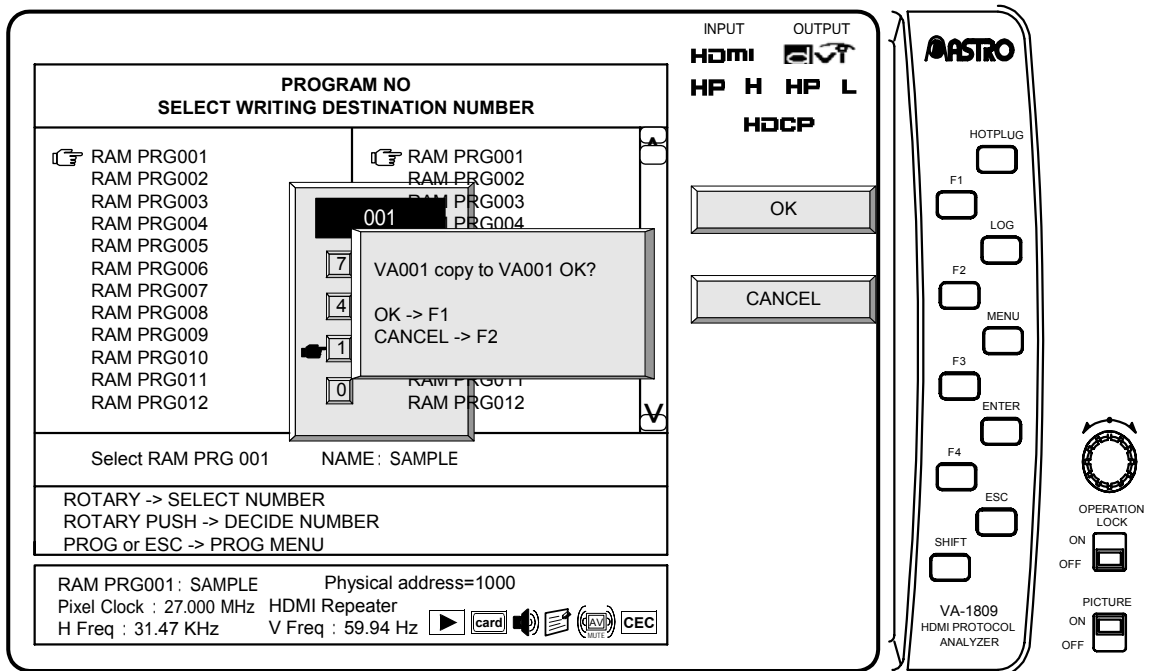 PROGRAM NO
SELECT WRITING DESTINATION NUMBER
RAM PRG001
RAM PRG002
RAM PRG003
RAM PRG004
RAM PRG005
RAM PRG006
RAM PRG007
RAM PRG008
RAM PRG009
RAM PRG010
RAM PRG011
RAM PRG012
RAM PRG001
RAM PRG002
RAM PRG003
RAM PRG004
RAM PRG011
RAM PRG012
001
7
4
1
0
VA001 copy to VA001 OK?
OK -> F1
CANCEL -> F2
Select RAM PRG 001 NAME: SAMPLE
ROTARY -> SELECT NUMBER
ROTARY PUSH -> DECIDE NUMBER
PROG or ESC -> PROG MENU
RAM PRG001: SAMPLE Physical address=1000
Pixel Clock : 27.000 MHz HDMI Repeater
H Freq : 31.47 KHz V Freq : 59.94 Hz card AV MUTE CEC
INPUT OUTPUT
HDMI DVI
HP H HP L
HDCP
OK
CANCEL
ASTRO
HOTPLUG
F1
LOG
F2
MENU
F3
ENTER
F4
ESC
SHIFT
VA-1809
HDMI PROTOCOL
ANALYZER
OPERATION
LOCK
ON
OFF
PICTURE
ON
OFF